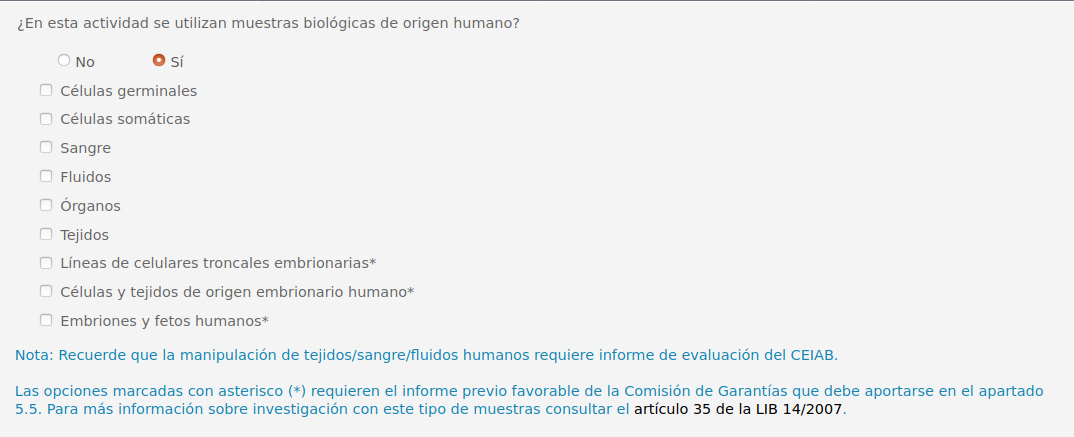 ¿En esta actividad se utilizan muestras biológicas de origen humano?
No Sí
Células germinales
Células somáticas
Sangre
Fluidos
Órganos
Tejidos
Líneas de celulares troncales embrionarias*
Células y tejidos de origen embrionario humano*
Embriones y fetos humanos*
Nota: Recuerde que la manipulación de tejidos/sangre/fluidos humanos requiere informe de evaluación del CEIAB.
Las opciones marcadas con asterisco (*) requieren el informe previo favorable de la Comisión de Garantías que debe aportarse en el apartado
5.5. Para más información sobre investigación con este tipo de muestras consultar el artículo 35 de la LIB 14/2007.